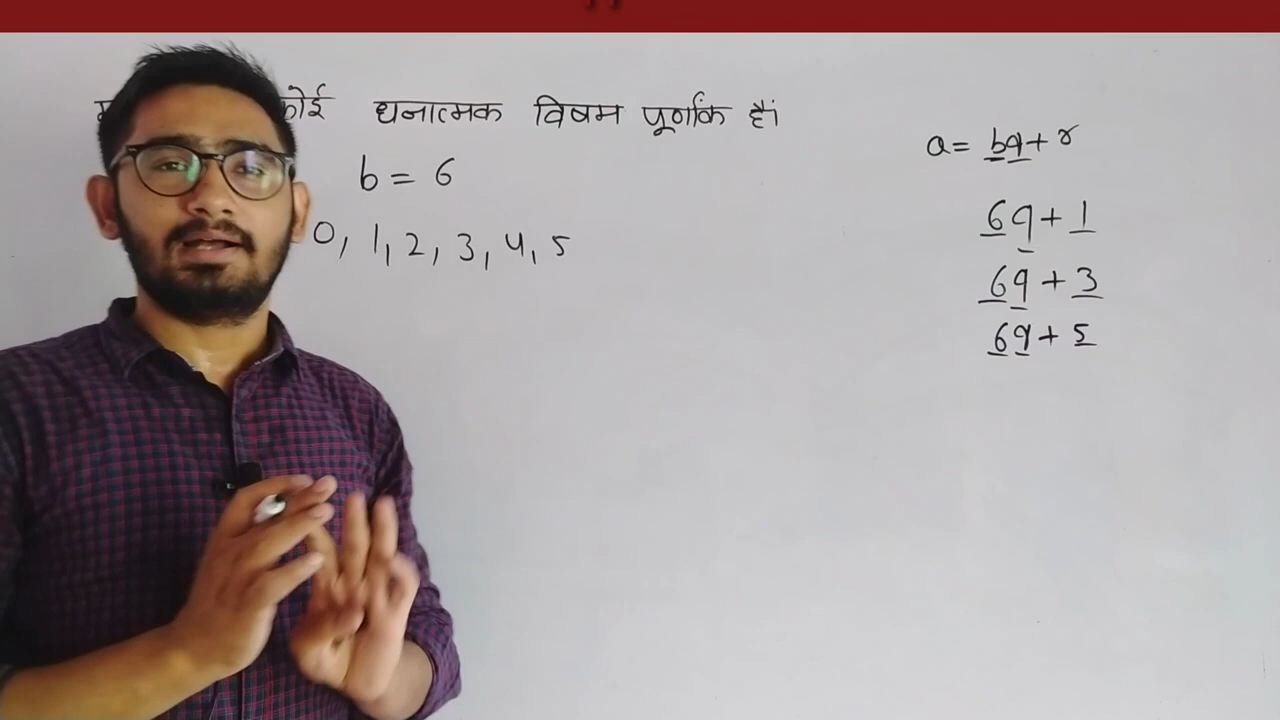 कोई धनात्मक विषम पूर्णांक हैं
b = 6
0, 1, 2, 3, 4, 5
a = bq + r
6q + 1
6q + 3
6q + 5